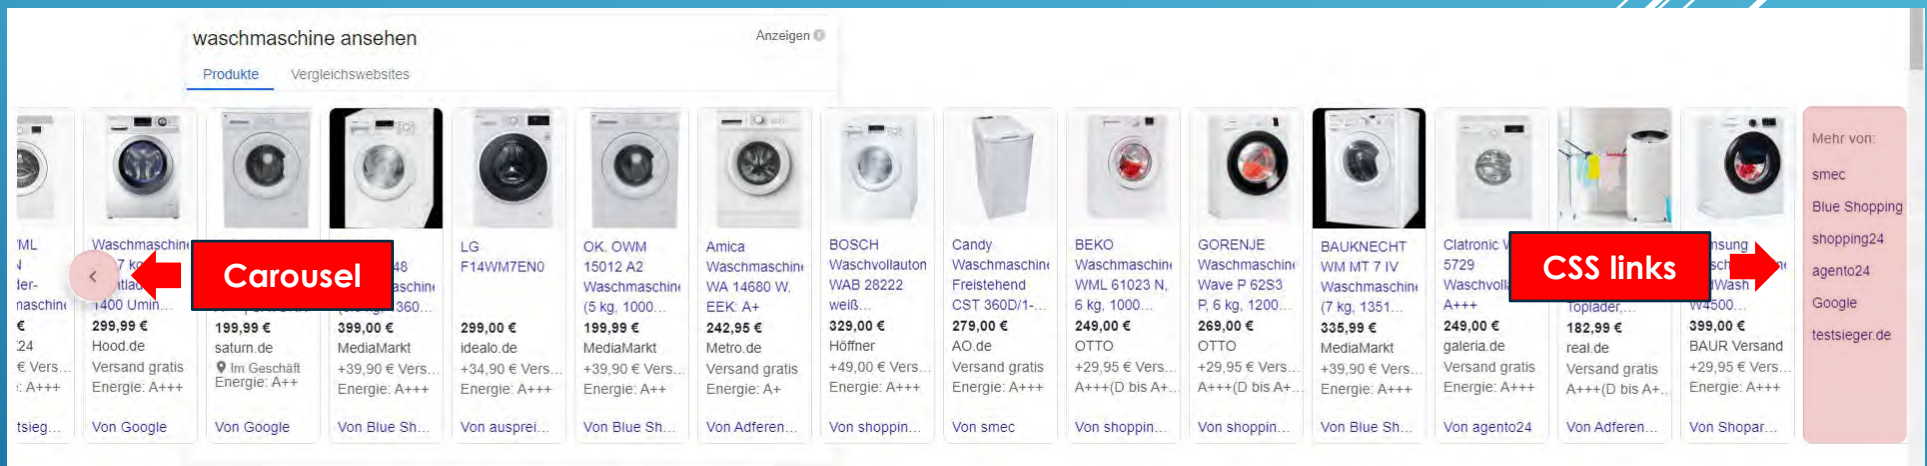 waschmaschine ansehen
Anzeigen
Produkte
Vergleichswebsites
€
€ Vers...
: A+++
Waschmaschine
7 kg
1400 Umin...
299,99 €
Hood.de
Versand gratis
Energie: A+++
Von Google
199,99 €
saturn.de
Im Geschäft
Energie: A++
Von Google
399,00 €
MediaMarkt
+39,90 € Vers...
Energie: A+++
Von Blue Sh...
LG
F14WM7EN0
299,00 €
idealo.de
+34,90 € Vers...
Energie: A+++
Von ausprei...
OK. OWM
15012 A2
Waschmaschine
(5 kg, 1000...
199,99 €
MediaMarkt
+39,90 € Vers...
Energie: A++
Von Blue Sh...
Amica
Waschmaschine
WA 14680 W,
EEK: A+
242,95 €
Metro.de
Versand gratis
Energie: A+
Von Adferen...
BOSCH
Waschvollauton
WAB 28222
weiß...
329,00 €
Höffner
+49,00 € Vers...
Energie: A+++
Von shoppin...
Candy
Waschmaschine
Freistehend
CST 360D/1-...
279,00 €
AO.de
Versand gratis
Energie: A+++
Von smec
BEKO
Waschmaschine
WML 61023 N,
6 kg, 1000...
249,00 €
OTTO
+29,95 € Vers...
A+++(D bis A+...
Von shoppin...
GORENJE
Waschmaschine
Wave P 62S3
P, 6 kg, 1200...
269,00 €
OTTO
+29,95 € Vers...
A+++(D bis A+...
Von shoppin...
BAUKNECHT
WM MT 7 IV
Waschmaschine
(7 kg, 1351...
335,99 €
MediaMarkt
+39,90 € Vers...
Energie: A+++
Von Blue Sh...
Clatronic
5729
A+++
249,00 €
galeria.de
Versand gratis
Energie: A+++
Von agento24
Toplader,...
182,99 €
real.de
Versand gratis
A+++(D bis A+...
Von Adferen...
W4500...
399,00 €
BAUR Versand
+29,95 € Vers...
Energie: A+++
Von Shopar...
Mehr von:
smec
Blue Shopping
shopping24
agento24
Google
testsieger.de
Carousel
CSS links